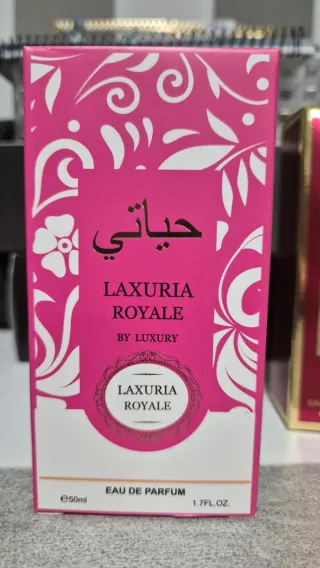 حياتي
LAXURIA
ROYALE
BY LUXURY
LAXURIA
ROYALE
EAU DE PARFUM
℮50ml
1.7FL.OZ.